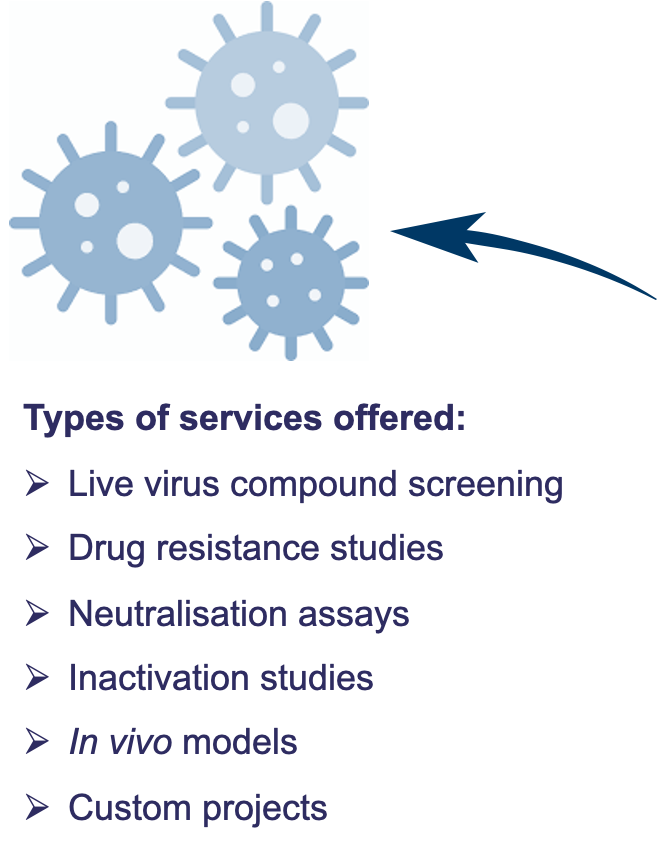 Types of services offered:
➢ Live virus compound screening
➢ Drug resistance studies
➢ Neutralisation assays
➢ Inactivation studies
➢ In vivo models
➢ Custom projects